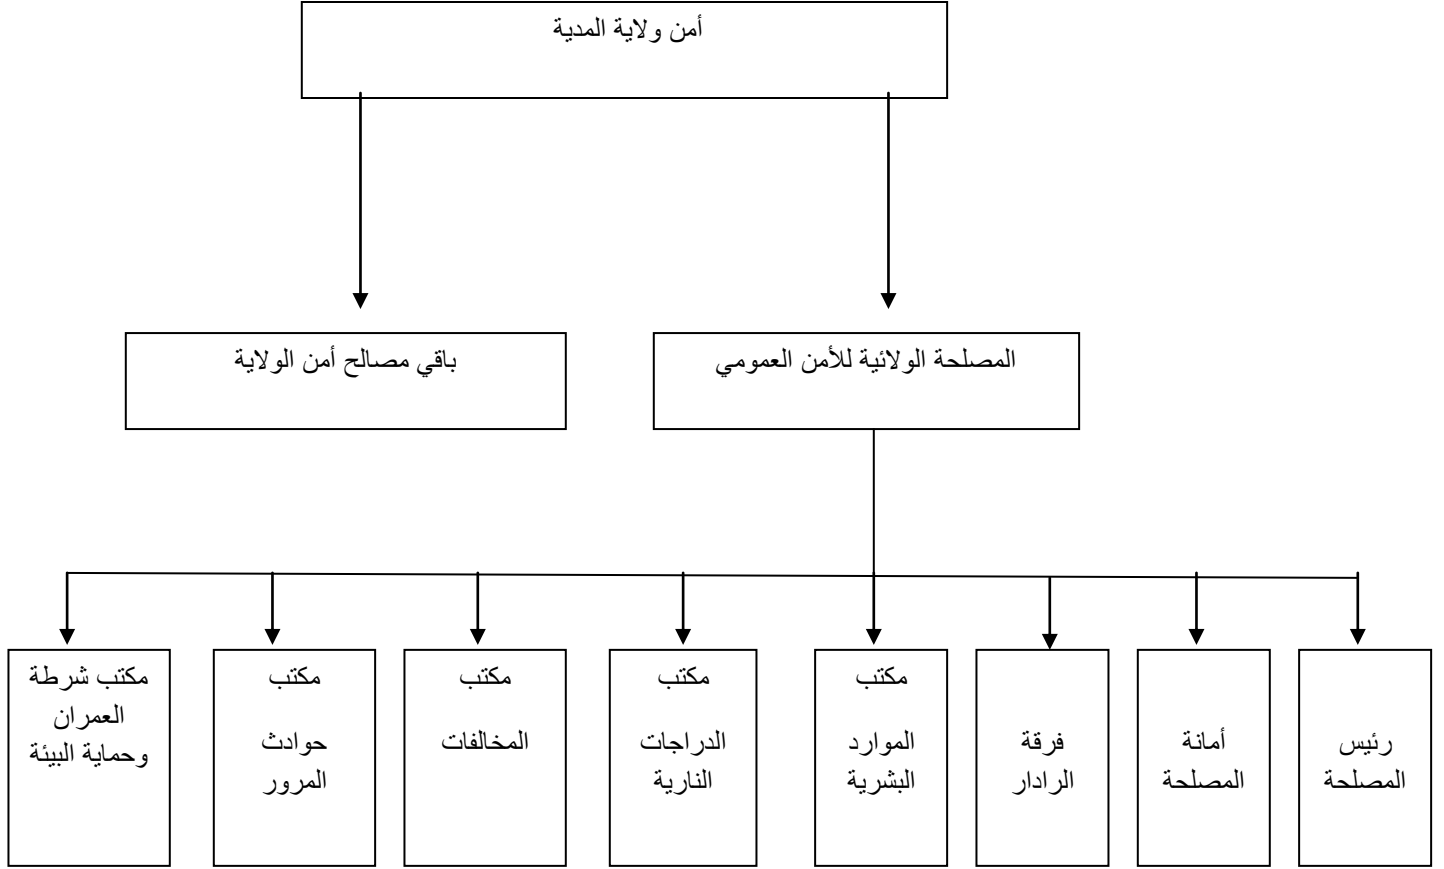 أمن ولاية المدية
المصلحة الولائية للأمن العمومي
باقي مصالح أمن الولاية
رئيس
المصلحة
أمانة
المصلحة
فرقة
الرادار
مكتب
الموارد
البشرية
مكتب
الدراجات
النارية
مكتب
المخالفات
مكتب
حوادث
المرور
مكتب شرطة
العمران
وحماية البيئة